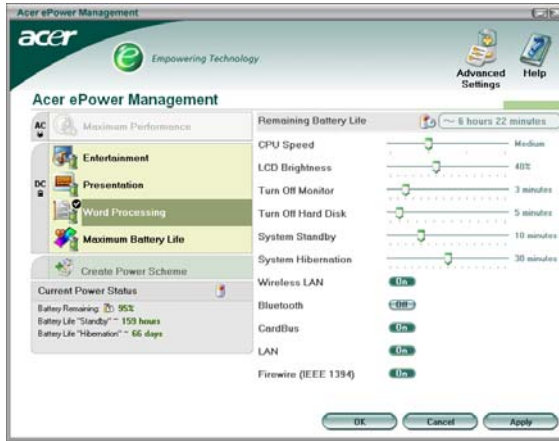 Acer ePower Management
acer
e Empowering Technology
Advanced Settings
Help
Acer ePower Management
AC Maximum Performance
DC
Entertainment
Presentation
Word Processing
Maximum Battery Life
Create Power Scheme
Current Power Status
Battery Remaining: 95%
Battery Life "Standby" ~ 159 hours
Battery Life "Hibernation" ~ 66 days
Remaining Battery Life ~ 6 hours 22 minutes
CPU Speed Medium
LCD Brightness 40%
Turn Off Monitor 3 minutes
Turn Off Hard Disk 5 minutes
System Standby 10 minutes
System Hibernation 30 minutes
Wireless LAN On
Bluetooth Off
CardBus On
LAN On
Firewire (IEEE 1394) On
OK Cancel Apply